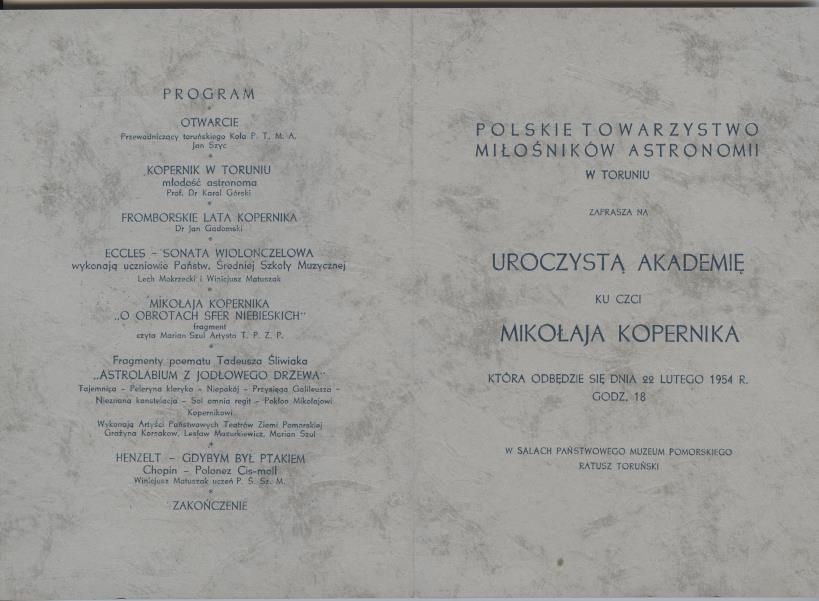 PROGRAM
*
OTWARCIE
Przewodniczący toruńskiego Koła P. T. M. A.
Jan Szyc
*
KOPERNIK W TORUNIU
młodość astronoma
Prof. Dr Karol Górski
*
FROMBORSKIE LATA KOPERNIKA
Dr Jan Gadomski
*
ECCLES – SONATA WIOLONCZELOWA
wykonają uczniowie Państw. Średniej Szkoły Muzycznej
Lech Mokrzecki i Winicjusz Matuszak
*
MIKOŁAJA KOPERNIKA
„O OBROTACH SFER NIEBIESKICH"
fragment
czyta Marian Szul Artysta T. P. Z. P.
*
Fragmenty poematu Tadeusza Śliwiaka
„ASTROLABIUM Z JODŁOWEGO DRZEWA"
Tajemnica – Peleryna kleryka – Niepokój – Przysięga Galileusza –
Nieznana konstelacja – Sol omnia regit – Pokłon Mikołajowi
Kopernikowi
Wykonają Artyści Państwowych Teatrów Ziemi Pomorskiej
Grażyna Korsakow, Lesław Mazurkiewicz, Marian Szul
*
HENZELT – GDYBYM BYŁ PTAKIEM
Chopin – Polonez Cis-moll
Winicjusz Matuszak uczeń P. Ś. Sz. M.
*
ZAKOŃCZENIE
POLSKIE TOWARZYSTWO
MIŁOŚNIKÓW ASTRONOMII
W TORUNIU
ZAPRASZA NA
UROCZYSTĄ AKADEMIĘ
KU CZCI
MIKOŁAJA KOPERNIKA
KTÓRA ODBĘDZIE SIĘ DNIA 22 LUTEGO 1954 R.
GODZ. 18
W SALACH PAŃSTWOWEGO MUZEUM POMORSKIEGO
RATUSZ TORUŃSKI